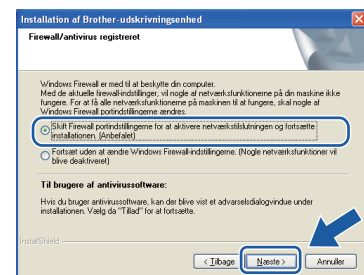 Installation af Brother-udskrivningsenhed
Firewall/antivirus registreret
Windows Firewall er med til at beskytte din computer.
Med de aktuelle firewall-indstillinger, vil nogle af netværksfunktionerne på din maskine ikke
fungere. For at få alle netværksfunktionerne på maskinen til at fungere, skal nogle af
Windows Firewall portindstillingerne ændres.
Skift Firewall portindstillingerne for at aktivere netværkstilslutningen og fortsætte
installationen. (Anbefalet)
Fortsæt uden at ændre Windows Firewall-indstillingerne. (Nogle netværksfunktioner vil
blive deaktiveret)
Til brugere af antivirussoftware:
Hvis du bruger antivirussoftware, kan der blive vist et advarselsdialogvindue under
installationen. Vælg da "Tillad" for at fortsætte.
InstallShield
< Tilbage Næste > Annuller